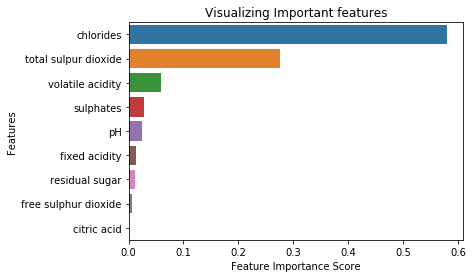 Visualizing Important features
chlorides
total sulpur dioxide
volatile acidity
sulphates
pH
fixed acidity
residual sugar
free sulphur dioxide
citric acid
Features
0.0 0.1 0.2 0.3 0.4 0.5 0.6
Feature Importance Score